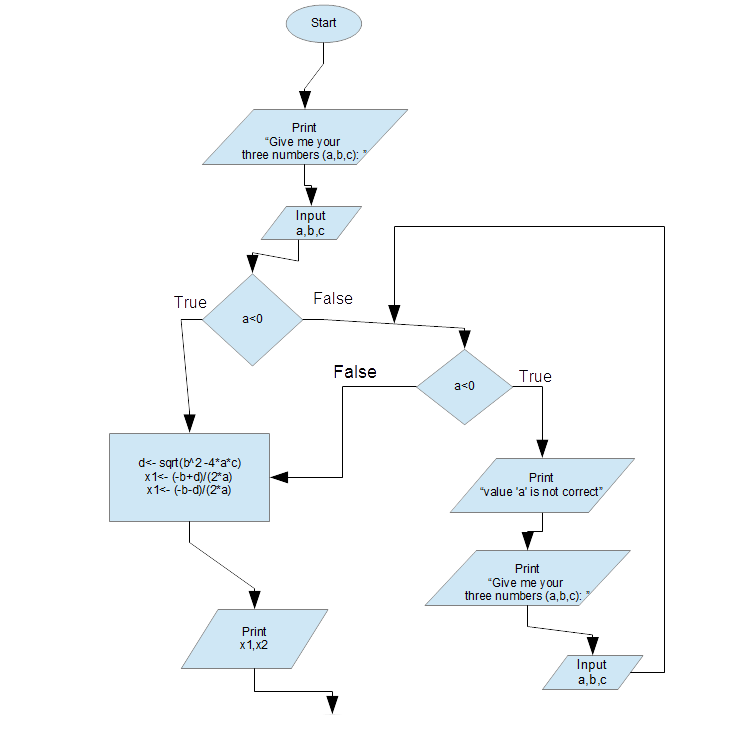 Start
Print
“Give me your
three numbers (a,b,c): ”
Input
a,b,c
True
False
a<0
False
a<0
True
d<- sqrt(b^2 -4*a*c)
x1<- (-b+d)/(2*a)
x1<- (-b-d)/(2*a)
Print
“value 'a' is not correct”
Print
“Give me your
three numbers (a,b,c): ”
Print
x1,x2
Input
a,b,c